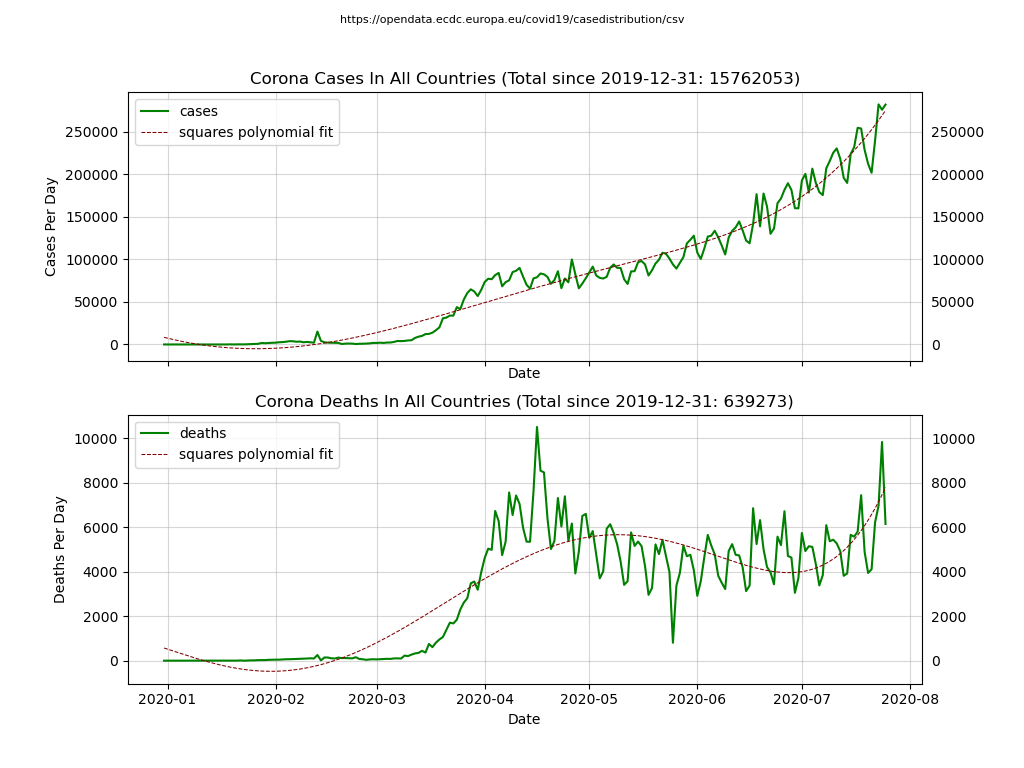 https://opendata.ecdc.europa.eu/covid19/casedistribution/csv
Corona Cases In All Countries (Total since 2019-12-31: 15762053)
cases
squares polynomial fit
Cases Per Day
250000 250000
200000 200000
150000 150000
100000 100000
50000 50000
0 0
Date
Corona Deaths In All Countries (Total since 2019-12-31: 639273)
deaths
squares polynomial fit
Deaths Per Day
10000 10000
8000 8000
6000 6000
4000 4000
2000 2000
0 0
2020-01 2020-02 2020-03 2020-04 2020-05 2020-06 2020-07 2020-08
Date